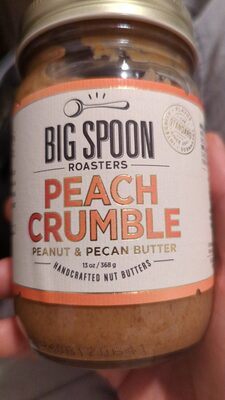 BIG SPOON
ROASTERS
PEACH
CRUMBLE
PEANUT & PECAN BUTTER
13 oz / 368 g
HANDCRAFTED NUT BUTTERS